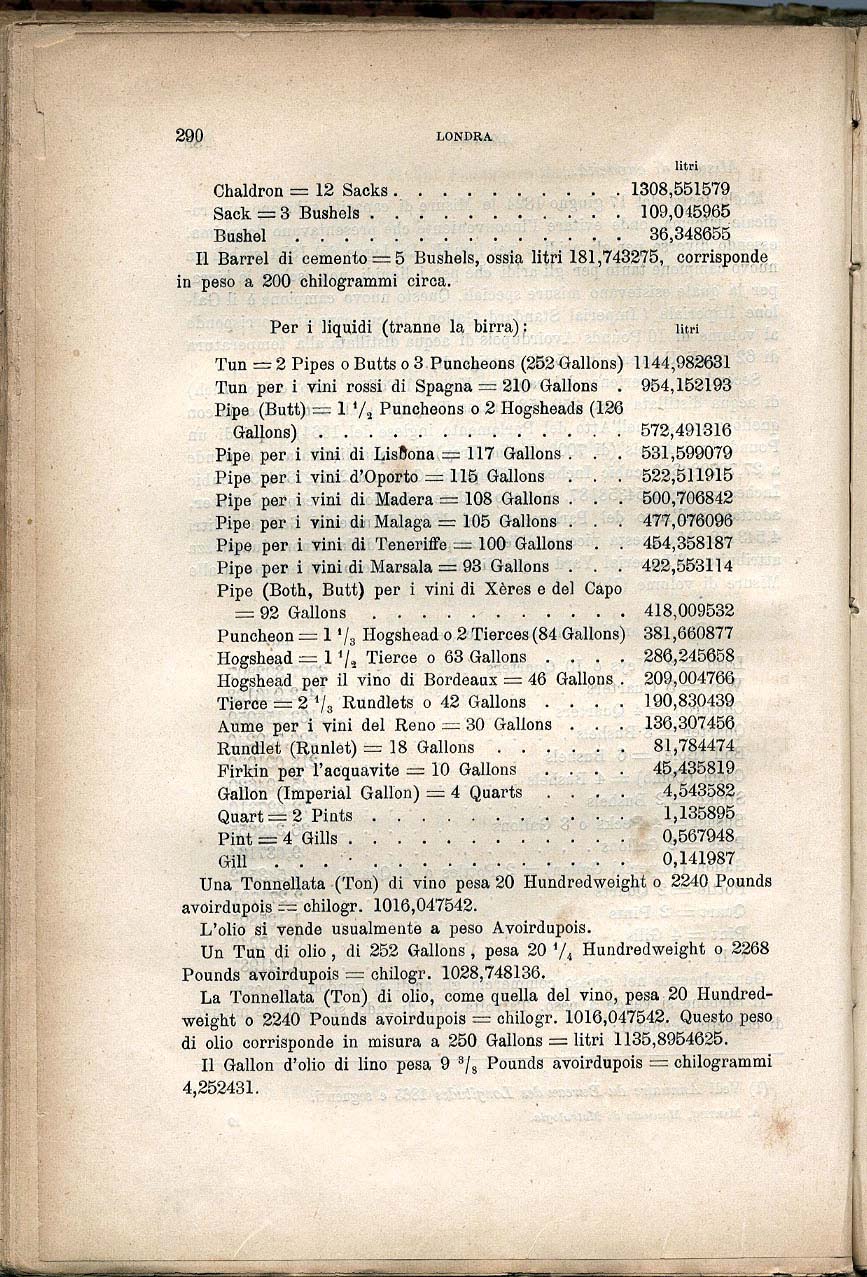 290 LONDRA
litri
Chaldron = 12 Sacks . . . . . . . . . . 1308,551579
Sack = 3 Bushels . . . . . . . . . . . 109,045965
Bushel . . . . . . . . . . . . . . 36,348655
Il Barrel di cemento = 5 Bushels, ossia litri 181,743275, corrisponde
in peso a 200 chilogrammi circa.
Per i liquidi (tranne la birra): litri
Tun = 2 Pipes o Butts o 3 Puncheons (252 Gallons) 1144,982631
Tun per i vini rossi di Spagna = 210 Gallons . 954,152193
Pipe (Butt) = 1 1/2 Puncheons o 2 Hogsheads (126
Gallons) . . . . . . . . . . . . . 572,491316
Pipe per i vini di Lisbona = 117 Gallons . . . 531,599079
Pipe per i vini d'Oporto = 115 Gallons . . . 522,511915
Pipe per i vini di Madera = 108 Gallons . . . 500,706842
Pipe per i vini di Malaga = 105 Gallons . . . 477,076096
Pipe per i vini di Teneriffe = 100 Gallons . . 454,358187
Pipe per i vini di Marsala = 93 Gallons . . . 422,553114
Pipe (Both, Butt) per i vini di Xères e del Capo
= 92 Gallons . . . . . . . . . . . 418,009532
Puncheon = 1 1/3 Hogshead o 2 Tierces (84 Gallons) 381,660877
Hogshead = 1 1/2 Tierce o 63 Gallons . . . . 286,245658
Hogshead per il vino di Bordeaux = 46 Gallons . 209,004766
Tierce = 2 1/3 Rundlets o 42 Gallons . . . . 190,830439
Aume per i vini del Reno = 30 Gallons . . . 136,307456
Rundlet (Runlet) = 18 Gallons . . . . . . 81,784474
Firkin per l'acquavite = 10 Gallons . . . . . 45,435819
Gallon (Imperial Gallon) = 4 Quarts . . . . 4,543582
Quart = 2 Pints . . . . . . . . . . . 1,135895
Pint = 4 Gills . . . . . . . . . . . . 0,567948
Gill . . . . . . . . . . . . . . . 0,141987
Una Tonnellata (Ton) di vino pesa 20 Hundredweight o 2240 Pounds
avoirdupois = chilogr. 1016,047542.
L'olio si vende usualmente a peso Avoirdupois.
Un Tun di olio, di 252 Gallons, pesa 20 1/4 Hundredweight o 2268
Pounds avoirdupois = chilogr. 1028,748136.
La Tonnellata (Ton) di olio, come quella del vino, pesa 20 Hundred-
weight o 2240 Pounds avoirdupois = chilogr. 1016,047542. Questo peso
di olio corrisponde in misura a 250 Gallons = litri 1135,8954625.
Il Gallon d'olio di lino pesa 9 3/8 Pounds avoirdupois = chilogrammi
4,252431.